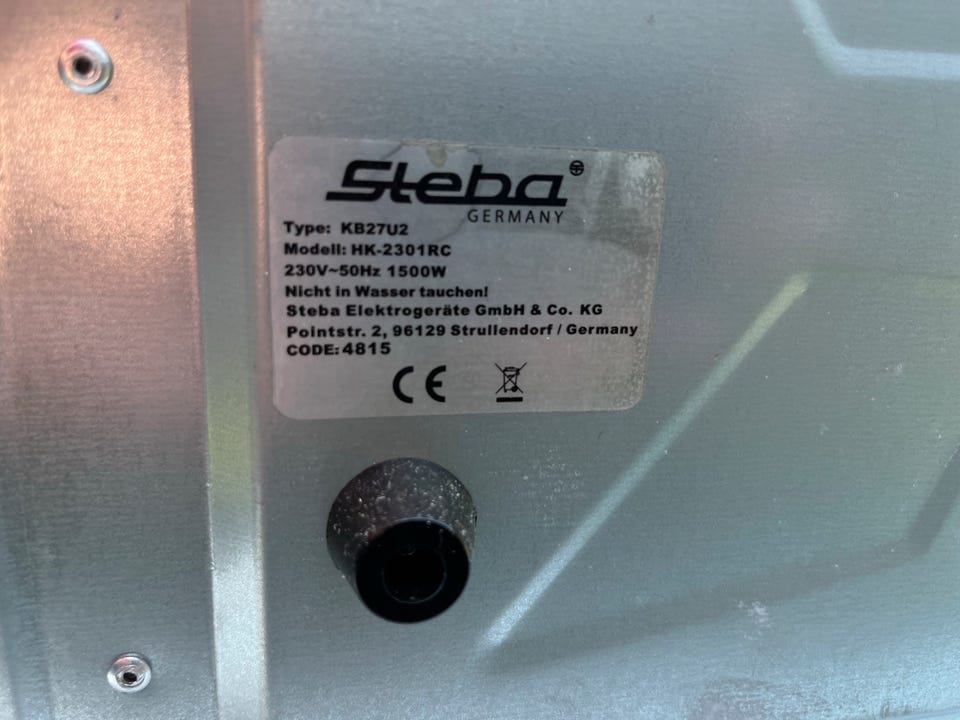 Steba
GERMANY
Type: KB27U2
Modell: HK-2301RC
230V~50Hz 1500W
Nicht in Wasser tauchen!
Steba Elektrogeräte GmbH & Co. KG
Pointstr. 2, 96129 Strullendorf / Germany
CODE: 4815
CE